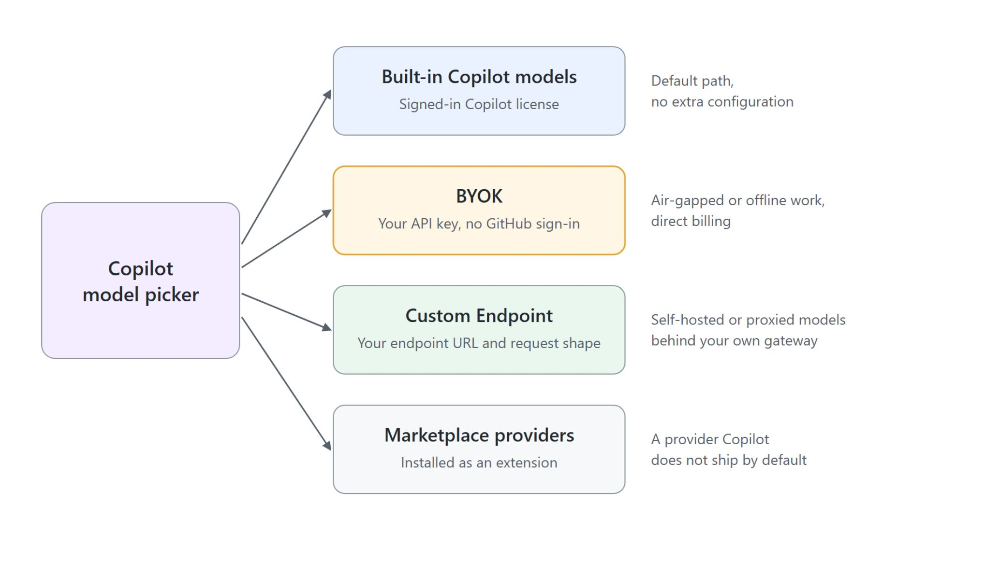 Copilot
model picker
Built-in Copilot models
Signed-in Copilot license
Default path,
no extra configuration
BYOK
Your API key, no GitHub sign-in
Air-gapped or offline work,
direct billing
Custom Endpoint
Your endpoint URL and request shape
Self-hosted or proxied models
behind your own gateway
Marketplace providers
Installed as an extension
A provider Copilot
does not ship by default